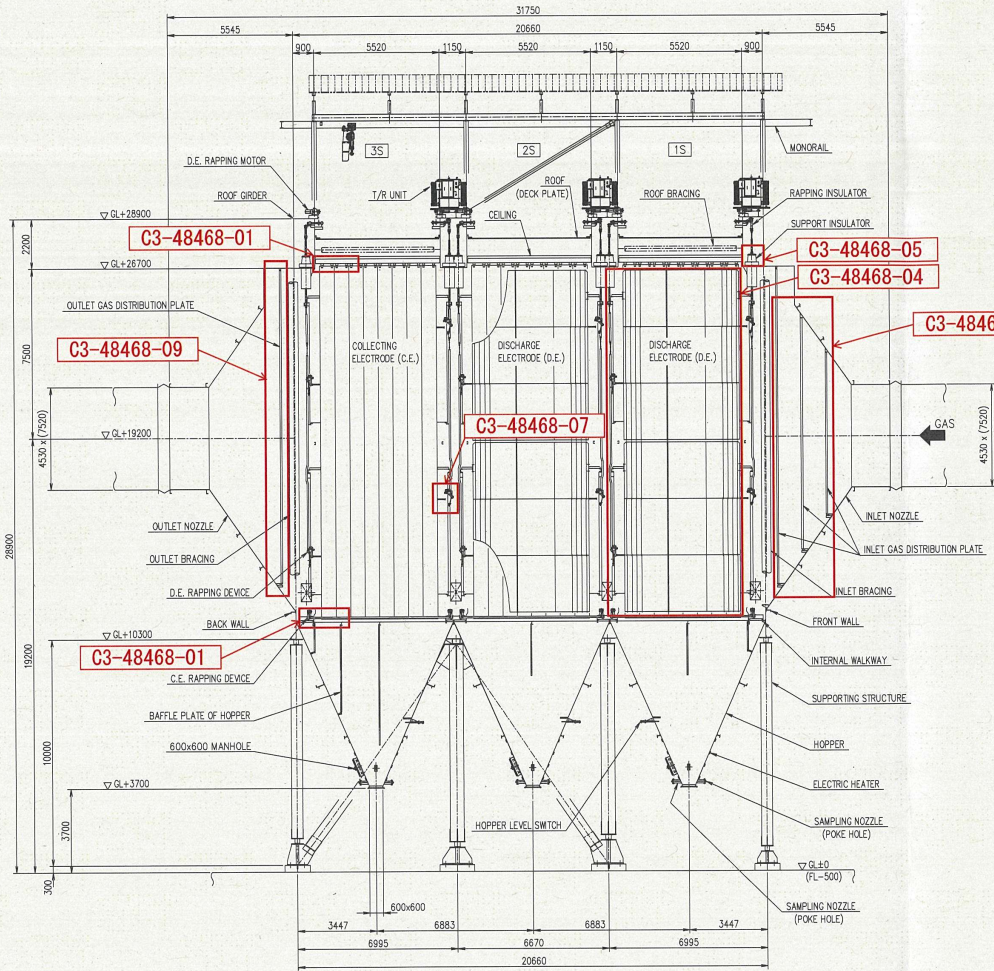 31750
5545
20660
5545
900
5520
1150
5520
1150
5520
900
3S
2S
1S
MONORAIL
D.E. RAPPING MOTOR
T/R UNIT
ROOF
(DECK PLATE)
ROOF BRACING
RAPPING INSULATOR
ROOF GIRDER
CEILING
SUPPORT INSULATOR
▽ GL+28900
2200
C3-48468-01
C3-48468-05
▽ GL+26700
C3-48468-04
OUTLET GAS DISTRIBUTION PLATE
C3-4846
7500
C3-48468-09
COLLECTING
ELECTRODE (C.E.)
DISCHARGE
ELECTRODE (D.E.)
DISCHARGE
ELECTRODE (D.E.)
4530 x (7520)
▽ GL+19200
C3-48468-07
GAS
4530 x (7520)
28900
OUTLET NOZZLE
INLET NOZZLE
OUTLET BRACING
INLET GAS DISTRIBUTION PLATE
D.E. RAPPING DEVICE
INLET BRACING
BACK WALL
FRONT WALL
▽ GL+10300
19200
C3-48468-01
INTERNAL WALKWAY
C.E. RAPPING DEVICE
SUPPORTING STRUCTURE
BAFFLE PLATE OF HOPPER
HOPPER
10000
600x600 MANHOLE
▽ GL+3700
ELECTRIC HEATER
3700
HOPPER LEVEL SWITCH
SAMPLING NOZZLE
(POKE HOLE)
▽ GL±0
(FL-500)
300
600x600
SAMPLING NOZZLE
(POKE HOLE)
3447
6883
6883
3447
6995
6670
6995
20660